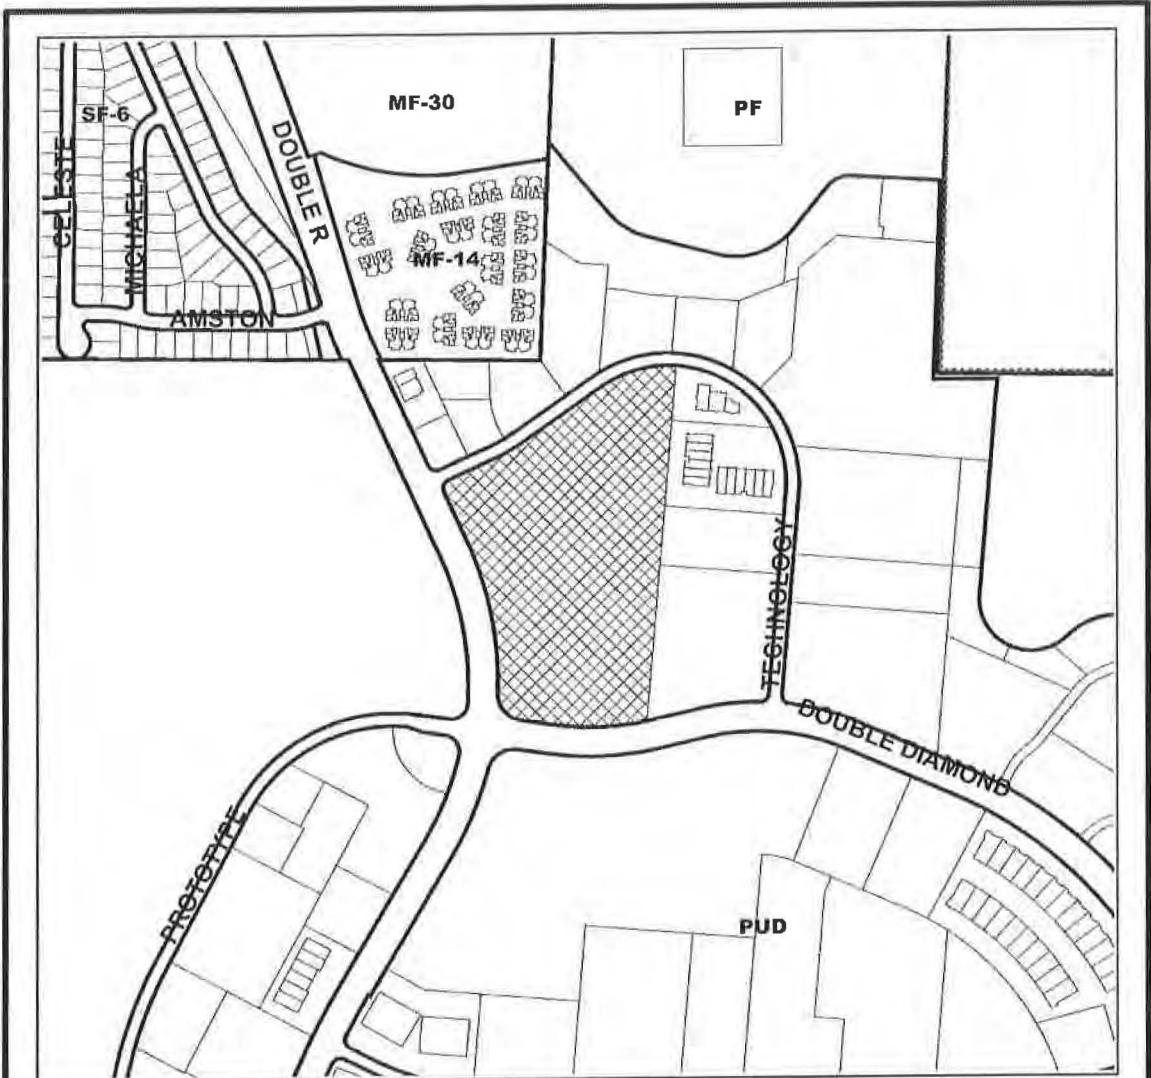 MF-30
PF
SF-6
CELESTE
MICHAELA
DOUBLE R
MF-14
AMSTON
TECHNOLOGY
DOUBLE DIAMOND
PROTOTYPE
PUD